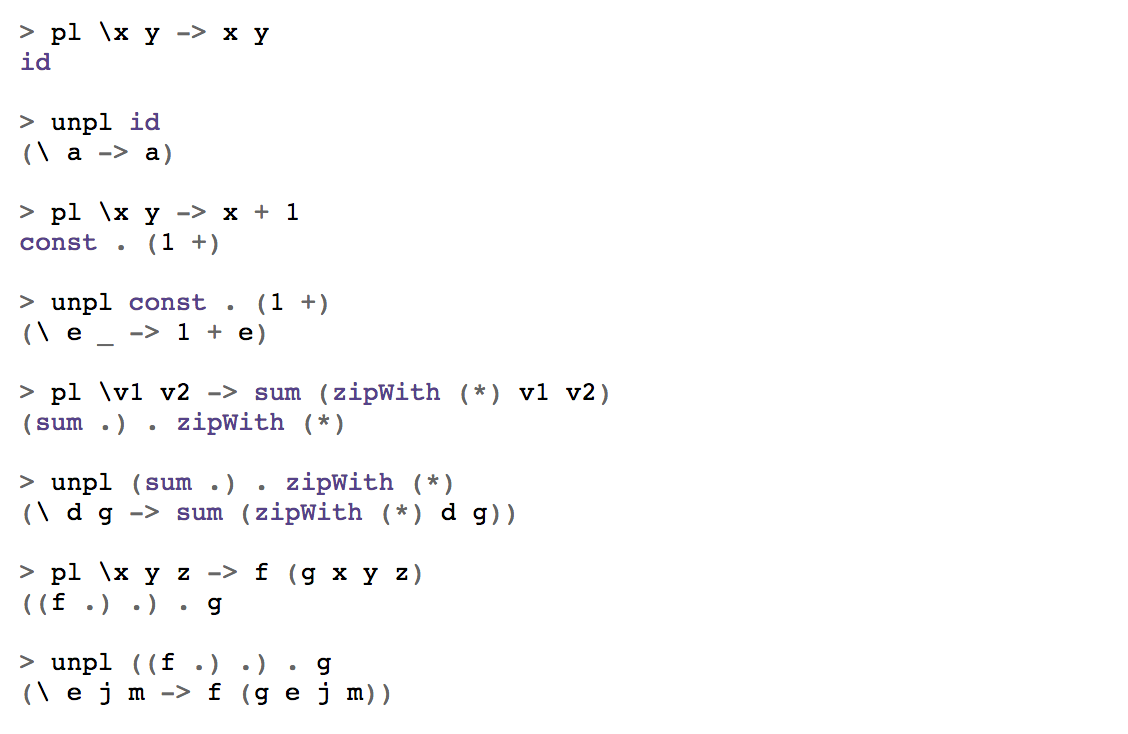 > pl \x y -> x y
id
> unpl id
(\ a -> a)
> pl \x y -> x + 1
const . (1 +)
> unpl const . (1 +)
(\ e _ -> 1 + e)
> pl \v1 v2 -> sum (zipWith (*) v1 v2)
(sum .) . zipWith (*)
> unpl (sum .) . zipWith (*)
(\ d g -> sum (zipWith (*) d g))
> pl \x y z -> f (g x y z)
((f .) .) . g
> unpl ((f .) .) . g
(\ e j m -> f (g e j m))